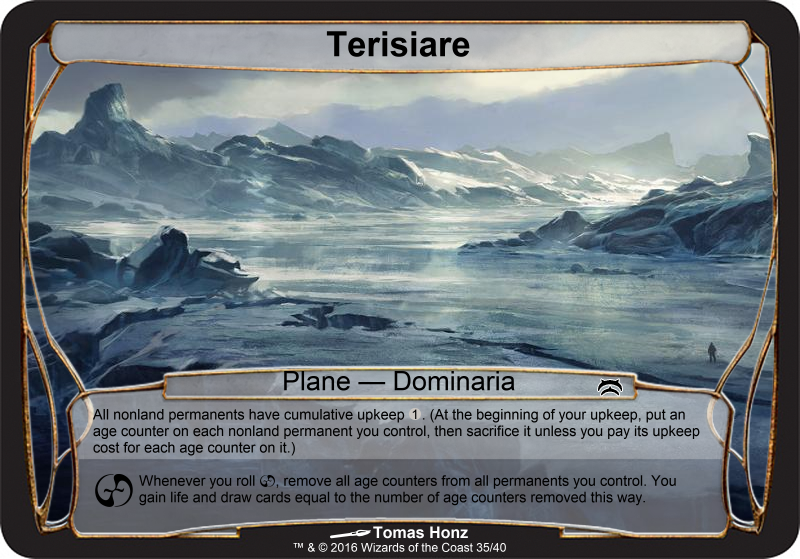 Terisiare
Plane — Dominaria
All nonland permanents have cumulative upkeep 1. (At the beginning of your upkeep, put an
age counter on each nonland permanent you control, then sacrifice it unless you pay its upkeep
cost for each age counter on it.)
Whenever you roll , remove all age counters from all permanents you control. You
gain life and draw cards equal to the number of age counters removed this way.
Tomas Honz
™ & © 2016 Wizards of the Coast 35/40